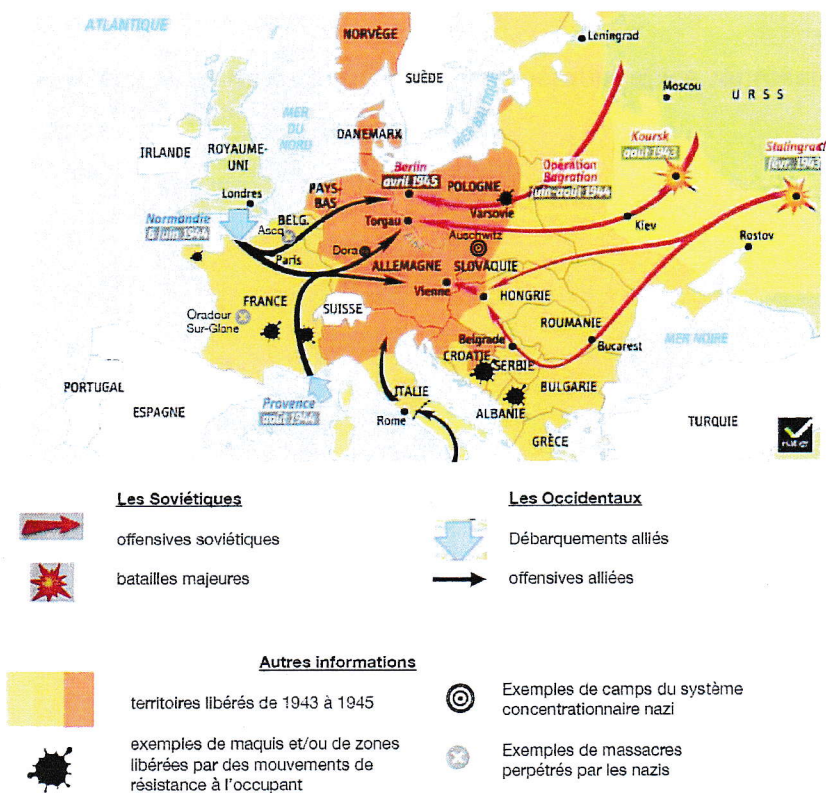 ATLANTIQUE
NORVÈGE
Léningrad
SUÈDE
Moscou
U R S S
MER
DU
NORD
MER BALTIQUE
IRLANDE
ROYAUME-
UNI
DANEMARK
Koursk
août 1943
Stalingrad
févr. 1943
Berlin
avril 1945
POLOGNE
Opération
Bagration
juin-août 1944
Londres
PAYS-
BAS
Varsovie
Normandie
6 juin 1944
BELG.
Ascq
Torgau
Kiev
Auschwitz
Rostov
Paris
Dora
ALLEMAGNE
SLOVAQUIE
Vienne
HONGRIE
FRANCE
SUISSE
Oradour
Sur-Glane
ROUMANIE
MER NOIRE
Belgrade
Bucarest
CROATIE
SERBIE
PORTUGAL
ESPAGNE
Provence
août 1944
ITALIE
Rome
ALBANIE
BULGARIE
TURQUIE
GRÈCE
Les Soviétiques
offensives soviétiques
batailles majeures
Les Occidentaux
Débarquements alliés
offensives alliées
Autres informations
territoires libérés de 1943 à 1945
exemples de maquis et/ou de zones
libérées par des mouvements de
résistance à l'occupant
Exemples de camps du système
concentrationnaire nazi
Exemples de massacres
perpétrés par les nazis